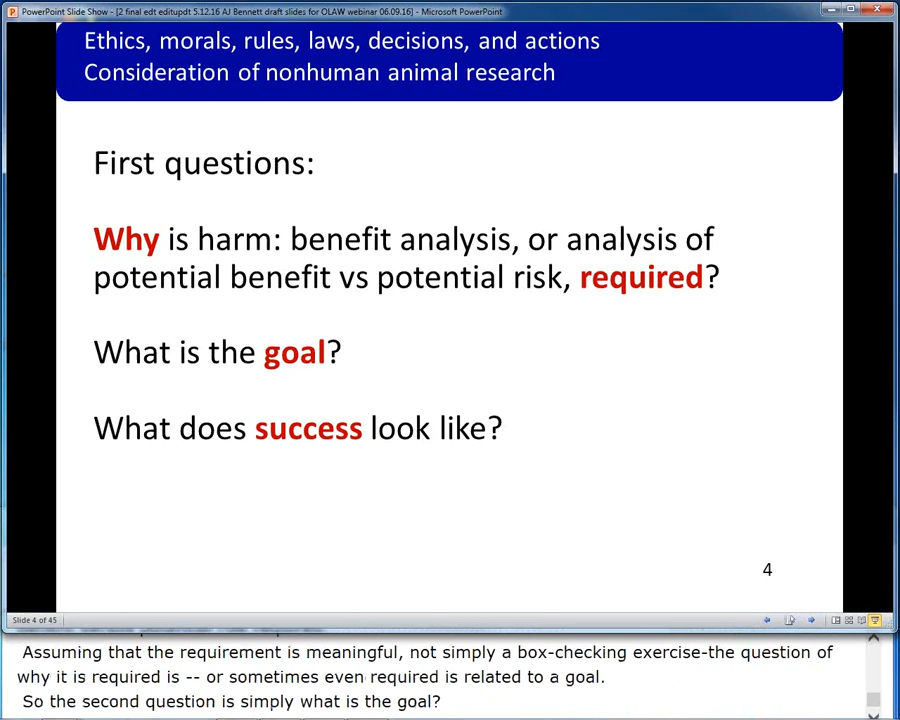 PowerPoint Slide Show - [2 final edt editupdt 5.12.16 AJ Bennett draft slides for OLAW webinar 06.09.16] - Microsoft PowerPoint
Ethics, morals, rules, laws, decisions, and actions
Consideration of nonhuman animal research
First questions:
Why is harm: benefit analysis, or analysis of
potential benefit vs potential risk, required?
What is the goal?
What does success look like?
4
Slide 4 of 45
Assuming that the requirement is meaningful, not simply a box-checking exercise-the question of
why it is required is -- or sometimes even required is related to a goal.
So the second question is simply what is the goal?